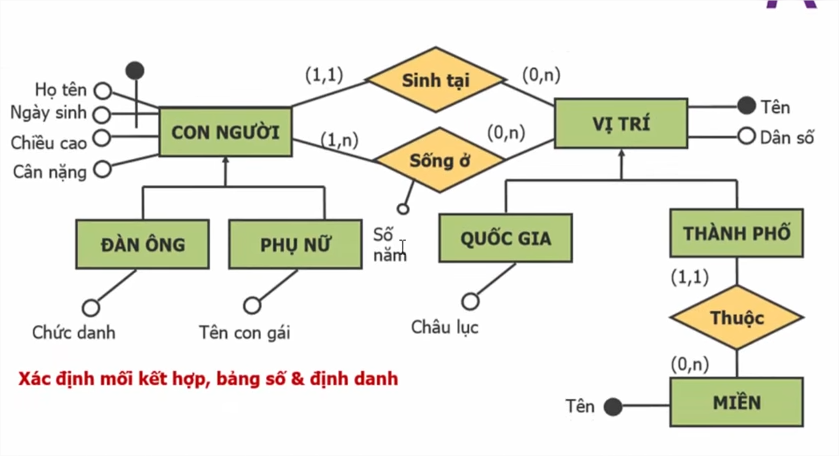 (1,1)
Sinh tại
(0,n)
Họ tên
Ngày sinh
Chiều cao
Cân nặng
CON NGƯỜI
VỊ TRÍ
Tên
Dân số
(1,n)
Sống ở
(0,n)
Số
năm
ĐÀN ÔNG
PHỤ NỮ
QUỐC GIA
THÀNH PHỐ
(1,1)
Thuộc
(0,n)
Chức danh
Tên con gái
Châu lục
Xác định mối kết hợp, bảng số & định danh
Tên
MIỀN